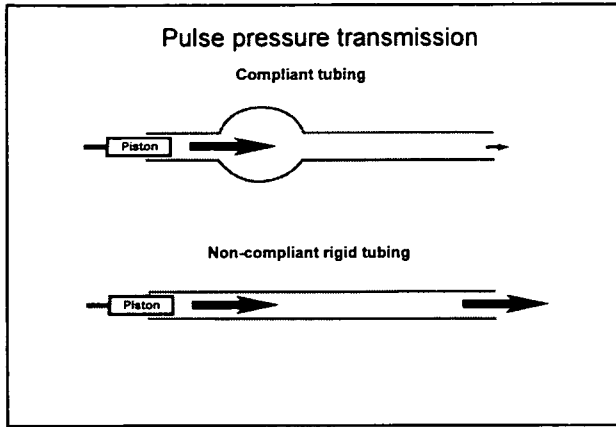 Pulse pressure transmission
Compliant tubing
Piston
Non-compliant rigid tubing
Piston